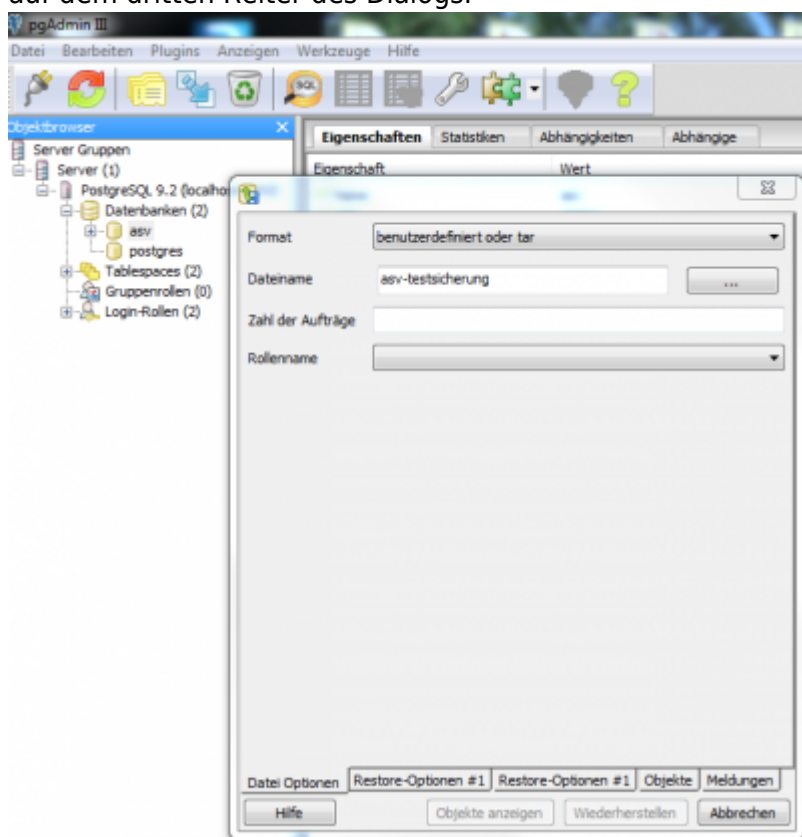 auf dem dritten Reiter des Dialogs.
pgAdmin III
Datei Bearbeiten Plugins Anzeigen Werkzeuge Hilfe
SQL
Objektbrowser
Eigenschaften Statistiken Abhängigkeiten Abhängige
Server Gruppen
Eigenschaft Wert
Server (1)
PostgreSQL 9.2 (localho
Datenbanken (2)
asv
postgres
Tablespaces (2)
Gruppenrollen (0)
Login-Rollen (2)
Format benutzerdefiniert oder tar
Dateiname asv-testsicherung ...
Zahl der Aufträge
Rollenname
Datei Optionen Restore-Optionen #1 Restore-Optionen #1 Objekte Meldungen
Hilfe Objekte anzeigen Wiederherstellen Abbrechen